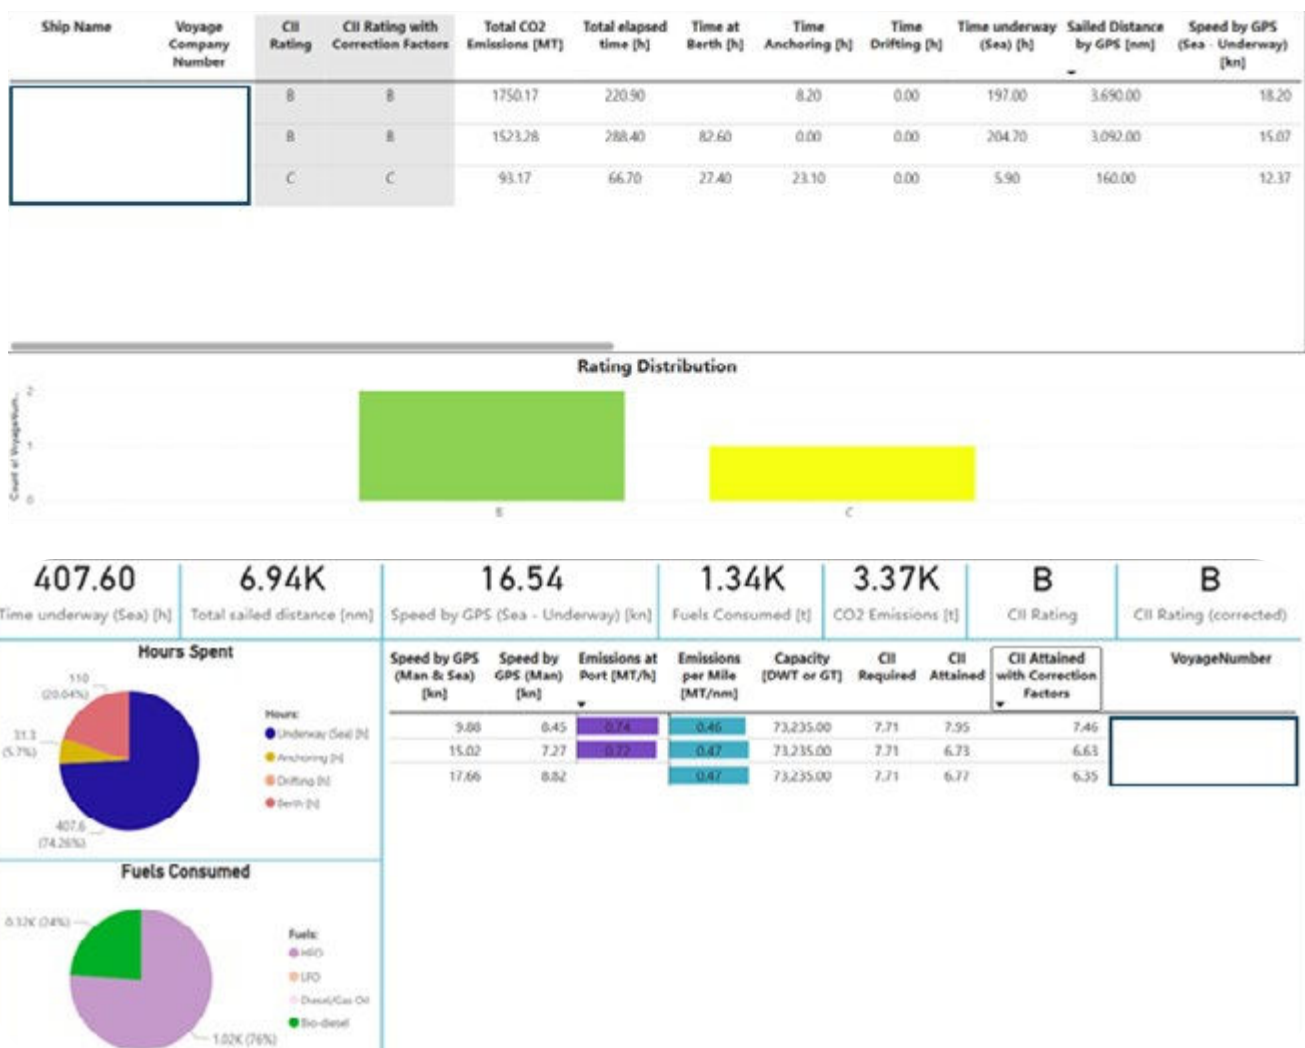 Ship Name Voyage Company Number CII Rating CII Rating with Correction Factors Total CO2 Emissions [MT] Total elapsed time [h] Time at Berth [h] Time Anchoring [h] Time Drifting [h] Time underway (Sea) [h] Sailed Distance by GPS [nm] Speed by GPS (Sea - Underway) [kn]
B B 1750.17 220.90 8.20 0.00 197.00 3,690.00 18.20
B B 1523.28 288.40 82.60 0.00 0.00 204.70 3,092.00 15.07
C C 93.17 66.70 27.40 23.10 0.00 5.90 160.00 12.37
Rating Distribution
Count of VoyageNum...
2
1
0
B C
407.60 6.94K 16.54 1.34K 3.37K B B
Time underway (Sea) [h] Total sailed distance [nm] Speed by GPS (Sea - Underway) [kn] Fuels Consumed [t] CO2 Emissions [t] CII Rating CII Rating (corrected)
Hours Spent
110 (20.04%)
31.3 (5.7%)
407.6 (74.26%)
Hours:
Underway (Sea) [h]
Anchoring [h]
Drifting [h]
Berth [h]
Speed by GPS (Man & Sea) [kn] Speed by GPS (Man) [kn] Emissions at Port [MT/h] Emissions per Mile [MT/nm] Capacity [DWT or GT] CII Required CII Attained CII Attained with Correction Factors VoyageNumber
9.88 8.45 0.74 0.46 73,235.00 7.71 7.95 7.46
15.02 7.27 0.72 0.47 73,235.00 7.71 6.73 6.63
17.66 8.82 0.47 73,235.00 7.71 6.77 6.35
Fuels Consumed
0.32K (24%)
1.02K (76%)
Fuels:
HFO
LFO
Diesel/Gas Oil
Bio-diesel